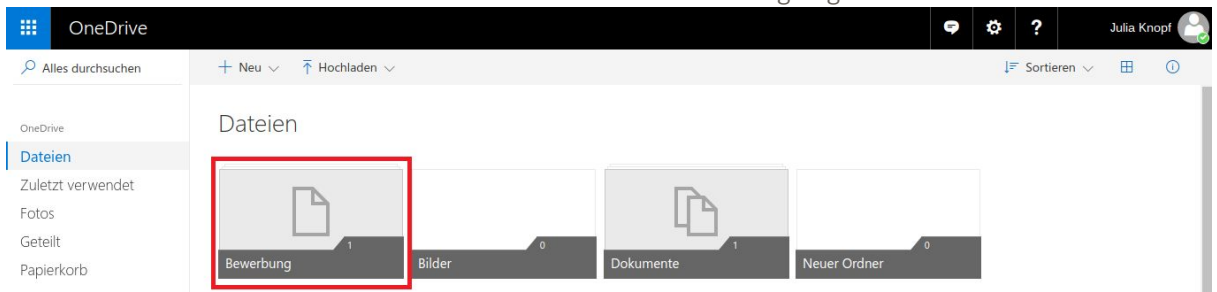 OneDrive
?
Julia Knopf
Alles durchsuchen
Neu
Hochladen
Sortieren
OneDrive
Dateien
Zuletzt verwendet
Fotos
Geteilt
Papierkorb
Dateien
1
Bewerbung
0
Bilder
1
Dokumente
0
Neuer Ordner